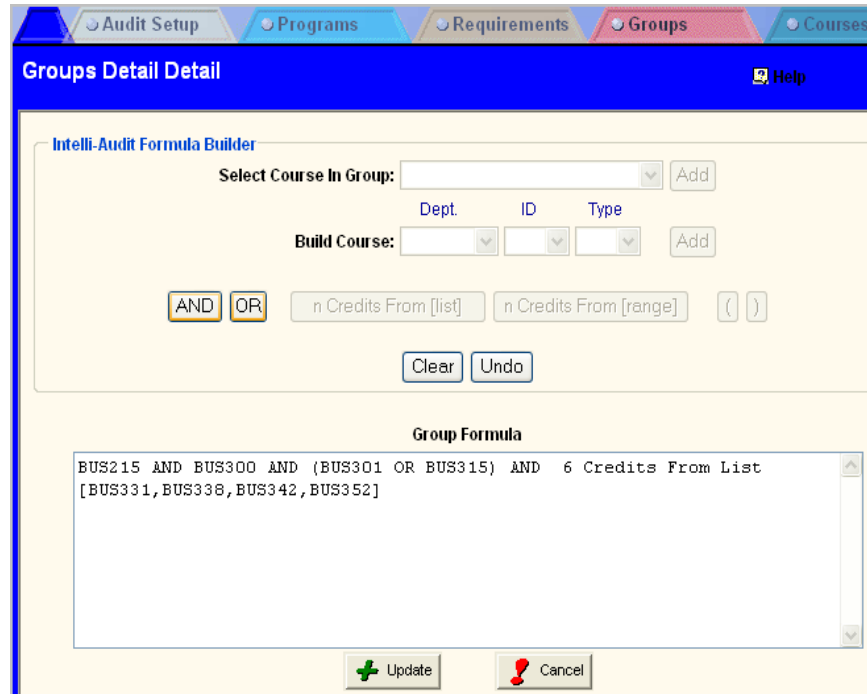 Audit Setup Programs Requirements Groups Courses
Groups Detail Detail
Help
Intelli-Audit Formula Builder
Select Course In Group: Add
Dept. ID Type
Build Course: Add
AND OR n Credits From [list] n Credits From [range] ( )
Clear Undo
Group Formula
BUS215 AND BUS300 AND (BUS301 OR BUS315) AND  6 Credits From List
[BUS331,BUS338,BUS342,BUS352]
Update Cancel